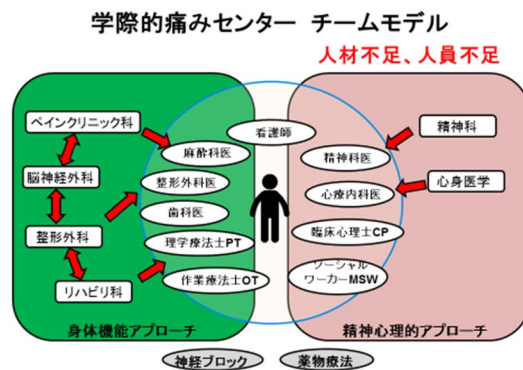 学際的痛みセンター チームモデル
人材不足、人員不足
ペインクリニック科
脳神経外科
整形外科
リハビリ科
麻酔科医
整形外科医
歯科医
理学療法士PT
作業療法士OT
看護師
精神科医
心療内科医
臨床心理士CP
ソーシャル
ワーカーMSW
精神科
心身医学
身体機能アプローチ
精神心理的アプローチ
神経ブロック
薬物療法